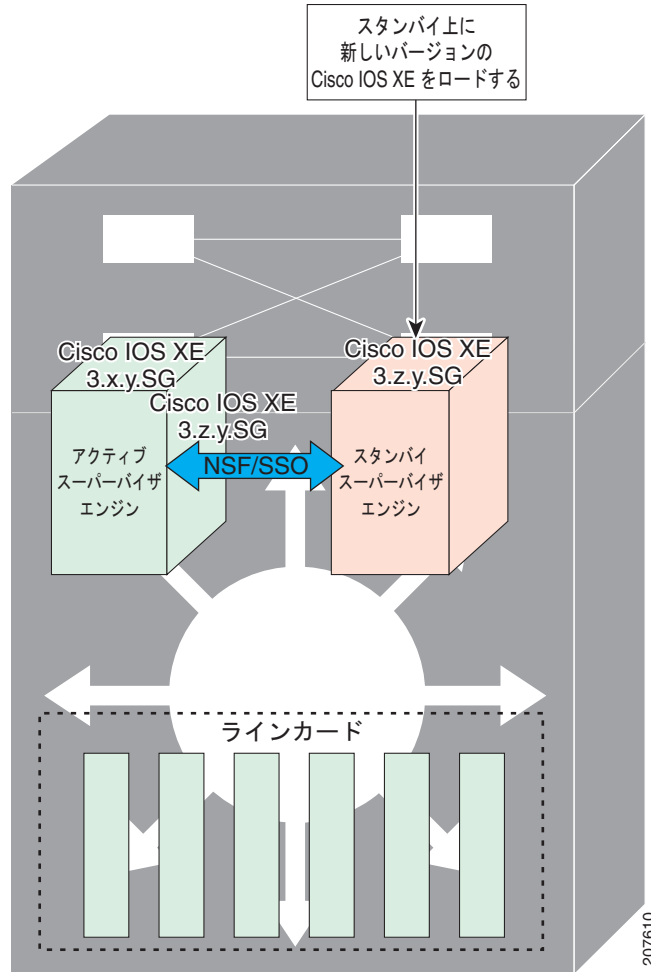 スタンバイ上に
新しいバージョンの
Cisco IOS XE をロードする
Cisco IOS XE
3.x.y.SG
Cisco IOS XE
3.z.y.SG
Cisco IOS XE
3.z.y.SG
アクティブ
スーパーバイザ
エンジン
NSF/SSO
スタンバイ
スーパーバイザ
エンジン
ラインカード
207610